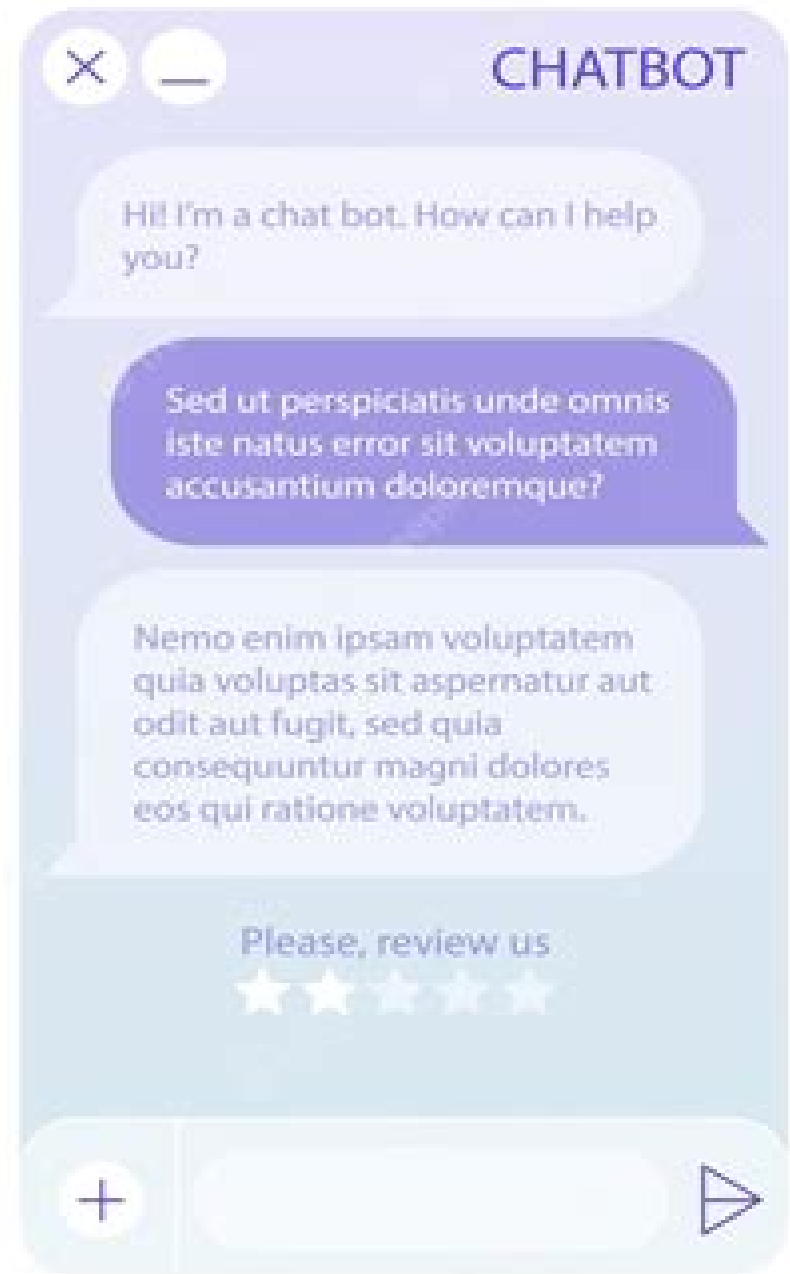 CHATBOT
Hi! I'm a chat bot. How can I help
you?
Sed ut perspiciatis unde omnis
iste natus error sit voluptatem
accusantium doloremque?
Nemo enim ipsam voluptatem
quia voluptas sit aspernatur aut
odit aut fugit, sed quia
consequuntur magni dolores
eos qui ratione voluptatem.
Please, review us